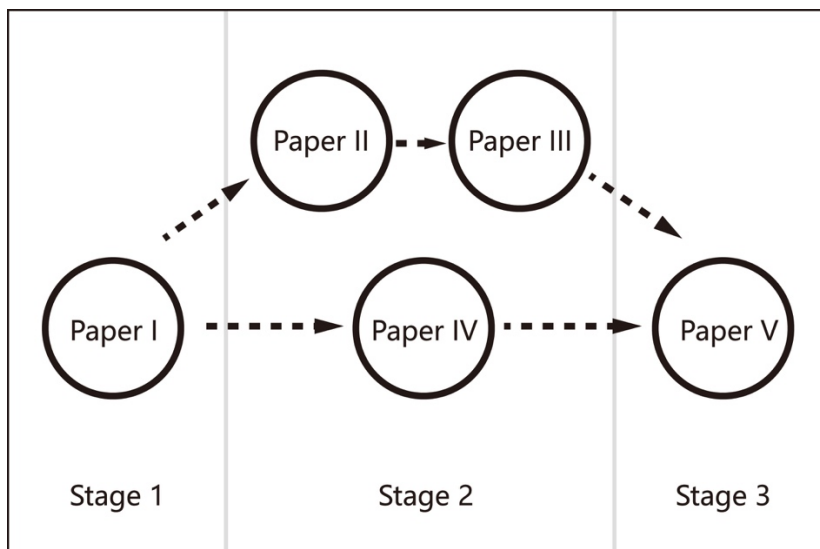 Paper II
Paper III
Paper I
Paper IV
Paper V
Stage 1
Stage 2
Stage 3